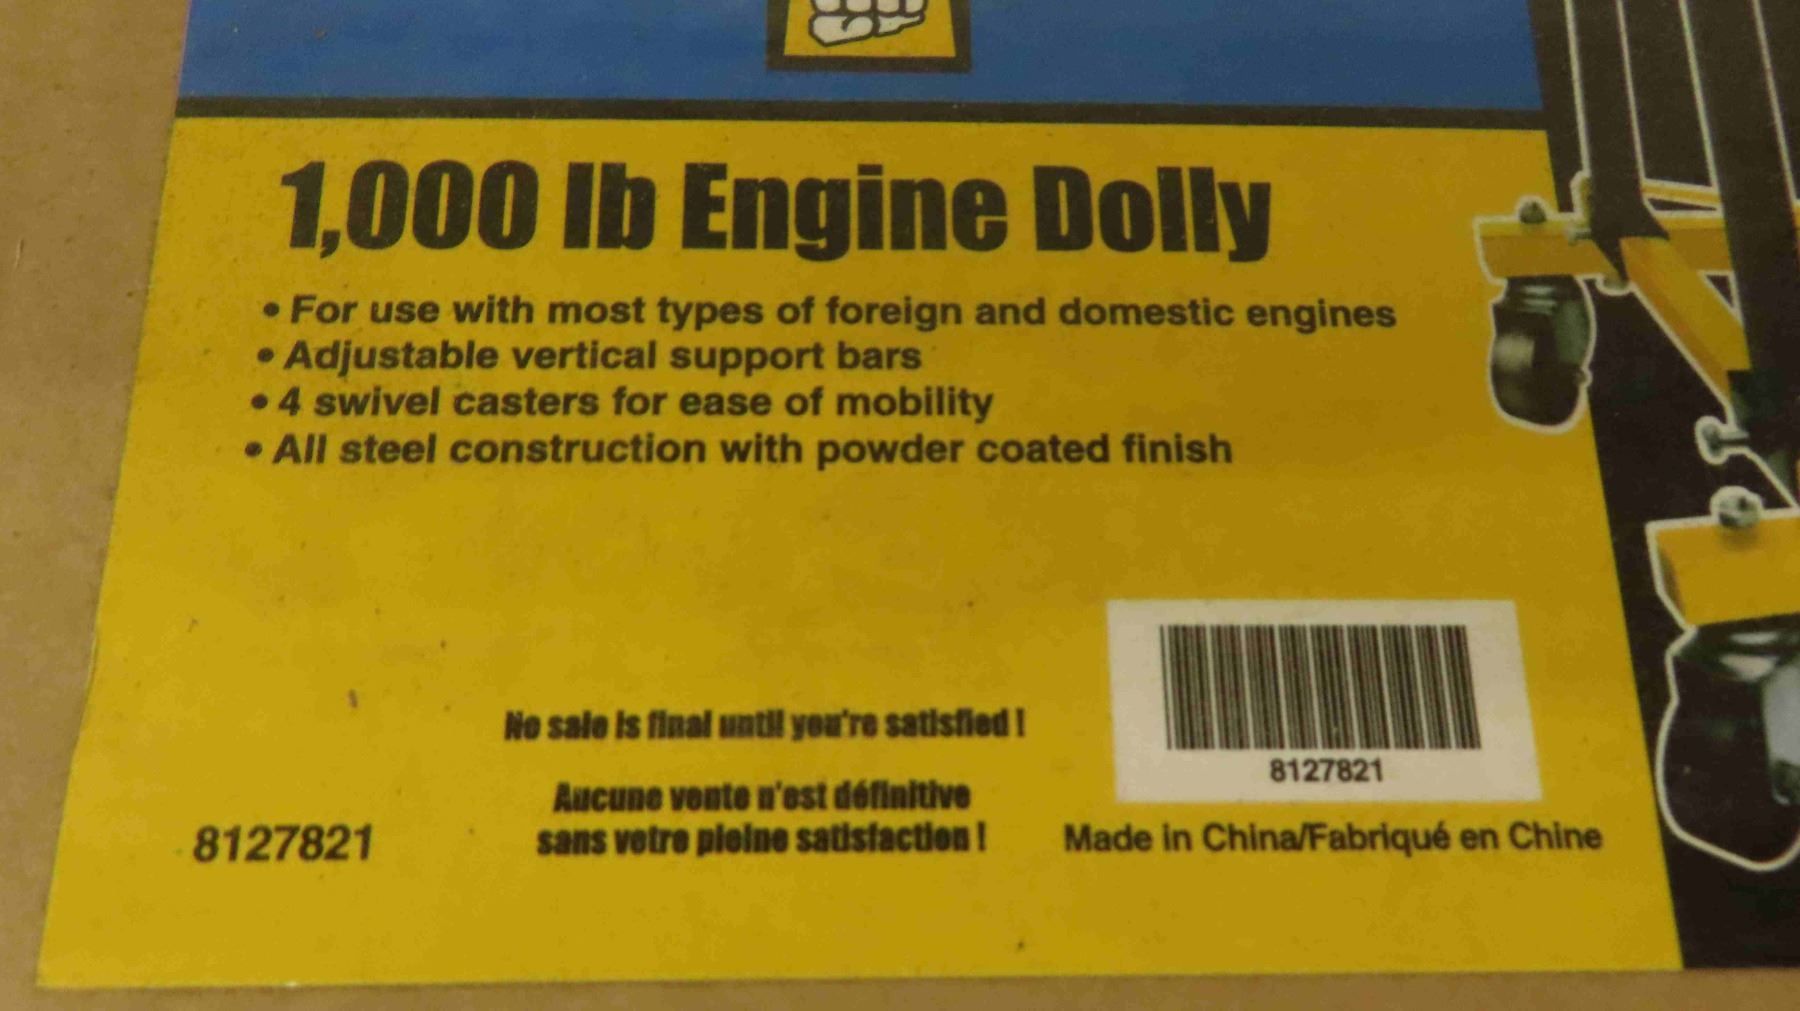 1,000 lb Engine Dolly
• For use with most types of foreign and domestic engines
• Adjustable vertical support bars
• 4 swivel casters for ease of mobility
• All steel construction with powder coated finish
No sale is final until you're satisfied !
Aucune vente n'est définitive
sans votre pleine satisfaction !
8127821
8127821
Made in China/Fabriqué en Chine